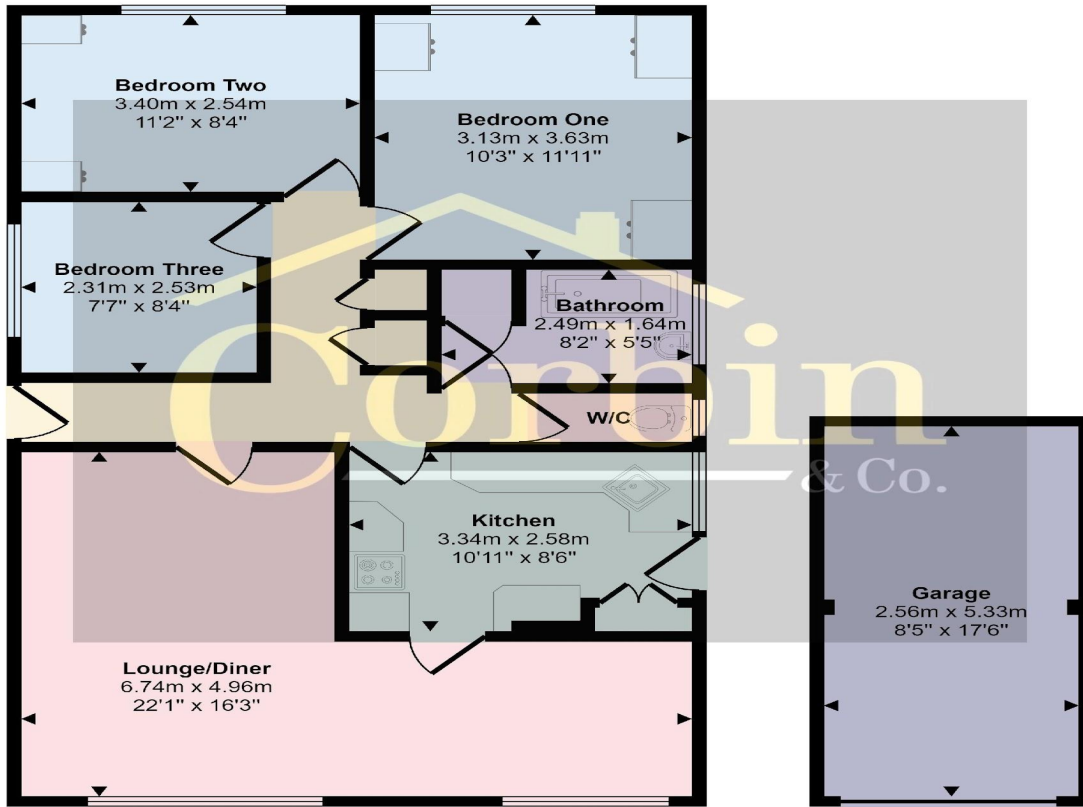 Bedroom Two
3.40m x 2.54m
11'2" x 8'4"
Bedroom One
3.13m x 3.63m
10'3" x 11'11"
Bedroom Three
2.31m x 2.53m
7'7" x 8'4"
Bathroom
2.49m x 1.64m
8'2" x 5'5"
Corbin
& Co.
W/C
Kitchen
3.34m x 2.58m
10'11" x 8'6"
Garage
2.56m x 5.33m
8'5" x 17'6"
Lounge/Diner
6.74m x 4.96m
22'1" x 16'3"